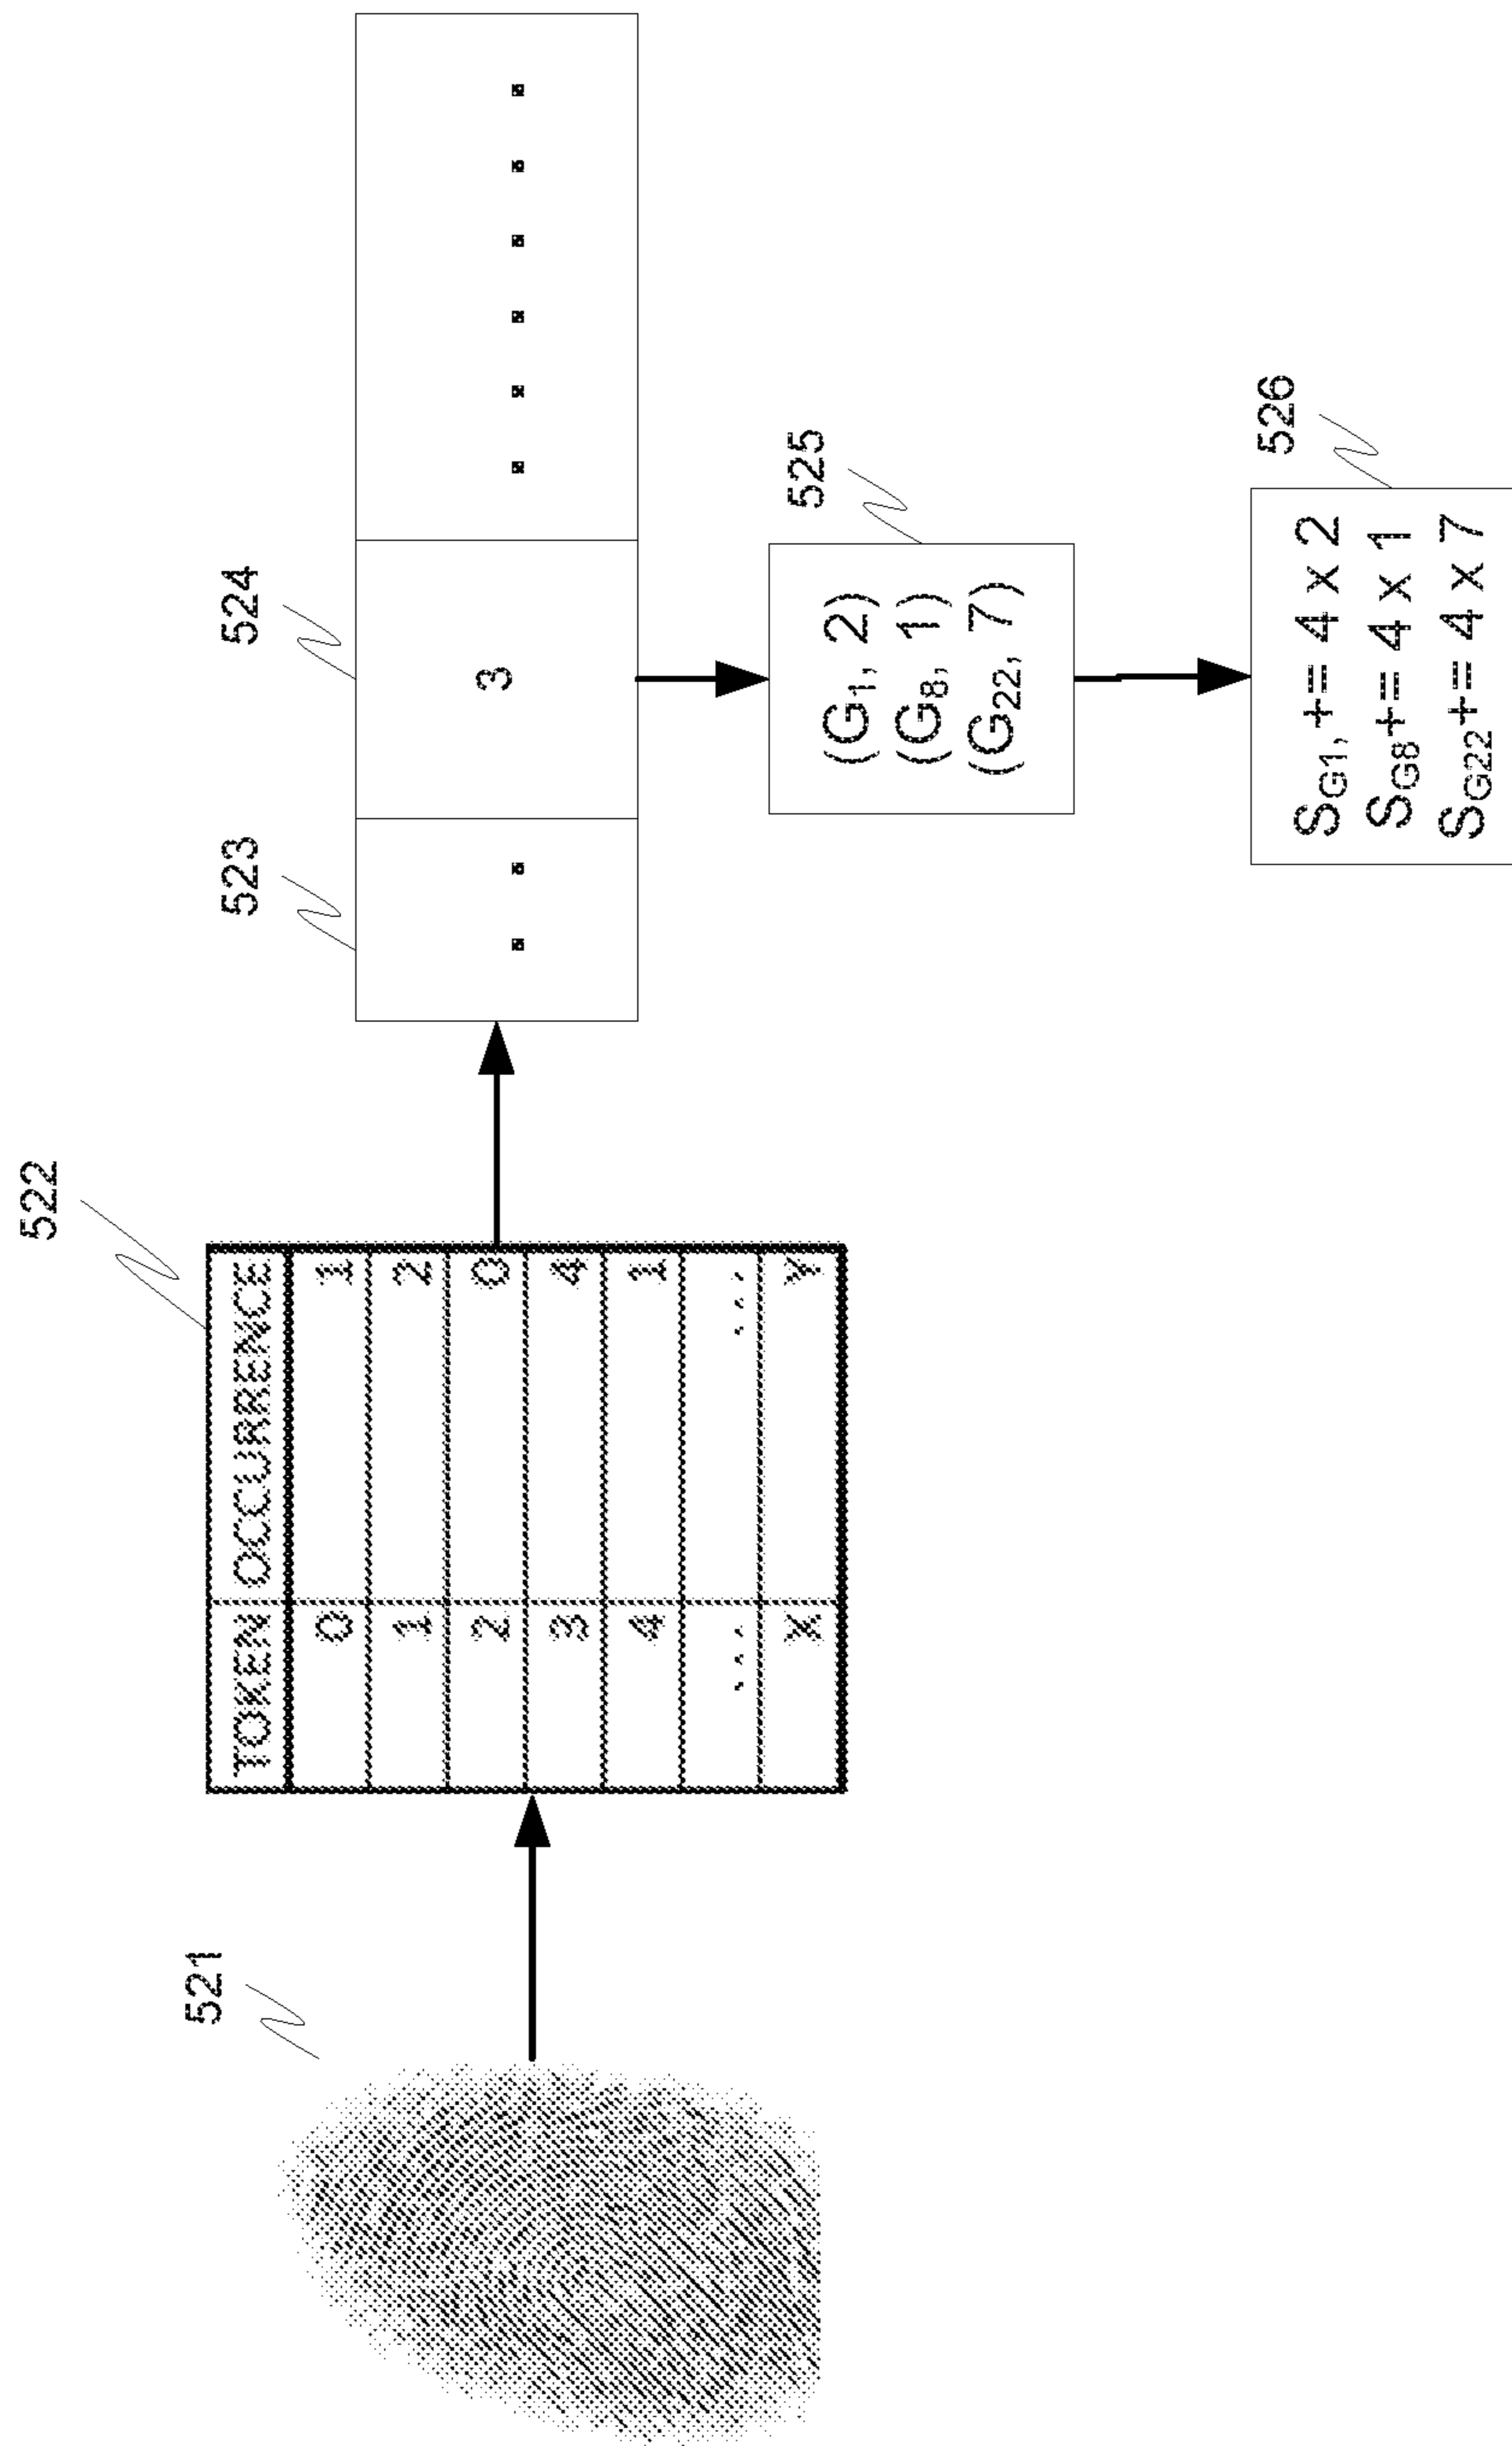 521
522
TOKEN OCCURRENCE
0 1
1 2
2 0
3 4
4 1
... ...
X Y
523
524
3
525
(G1, 2)
(G8, 1)
(G22, 7)
526
SG1, += 4 x 2
SG8+= 4 x 1
SG22+= 4 x 7